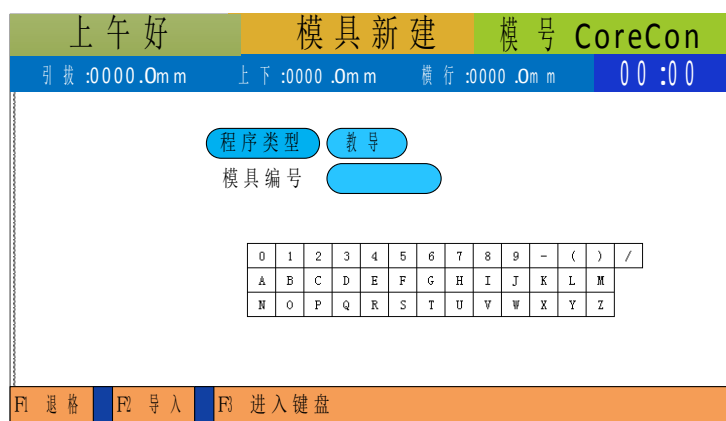 上午好 模具新建 模号 CoreCon
引拔 :0000.0mm 上下 :0000.0mm 横行 :0000.0mm 00:00
程序类型 教导
模具编号
0 1 2 3 4 5 6 7 8 9 - ( ) /
A B C D E F G H I J K L M
N O P Q R S T U V W X Y Z
F1 退格 F2 导入 F3 进入键盘